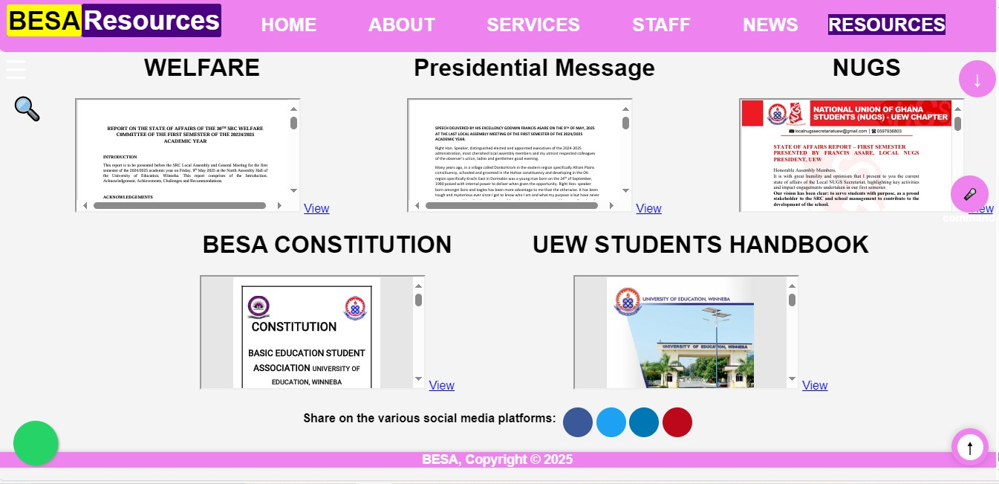 BESA Resources HOME ABOUT SERVICES STAFF NEWS RESOURCES
WELFARE
REPORT ON THE STATE OF AFFAIRS OF THE 30TH SRC WELFARE
COMMITTEE OF THE FIRST SEMESTER OF THE 20224/2025
ACADEMIC YEAR
INTRODUCTION
This report is to be presented before the SRC Local Assembly and General Meeting for the first
semester of the 2024/2025 academic year on Friday, 9th May 2025 at the North Assembly Hall of
the University of Education, Winneba. This report comprises of the Introduction,
Acknowledgement, Achievements, Challenges and Recommendations.
ACKNOWLEDGEMENTS
View
Presidential Message
SPEECH DELIVERED BY HIS EXCELLENCY GODWIN FRANCIS ASARE ON THE 9TH OF MAY, 2025
AT THE LAST LOCAL ASSEMBLY MEETING OF THE FIRST SEMESTER OF THE 2024/2025
ACADEMIC YEAR.
Right Hon. Speaker, distinguished elected and appointed executives of the 2024-2025
administration, most cherished local assembly members and my utmost respected colleagues
of the observer's union, ladies and gentlemen good evening.
Many years ago, in a village called Donkorkrom in the eastern region specifically Afram Plains
constituency, schooled and groomed in the Hohoe constituency and developing in the Oti
region specifically Krachi East in Dormabin was a young man born on the 24th of September,
1990 poised with internal power to deliver when given the opportunity. Right Hon. speaker
born amongst lions and eagles has been more advantage to me than the otherwise. It has been
tough and mysterious ever since I got to know who I am and what my purpose is but have never
View
NUGS
NATIONAL UNION OF GHANA
STUDENTS (NUGS) - UEW CHAPTER
localnugssecretariatuew@gmail.com | 0597936803
STATE OF AFFAIRS REPORT – FIRST SEMESTER
PRESENTED BY FRANCIS ASARE, LOCAL NUGS
PRESIDENT, UEW
Honorable Assembly Members,
It is with great humility and optimism that I present to you the current
state of affairs of the Local NUGS Secretariat, highlighting key activities
and impact engagements undertaken in our first semester.
Our vision has been clear: to serve students with purpose, as a proud
stakeholder to the SRC and school management to contribute to the
development of the school.
View
command
BESA CONSTITUTION
CONSTITUTION
BASIC EDUCATION STUDENT
ASSOCIATION UNIVERSITY OF
EDUCATION, WINNEBA
View
UEW STUDENTS HANDBOOK
UNIVERSITY OF EDUCATION, WINNEBA
UNIVERSITY OF EDUCATION, WINNEBA
View
Share on the various social media platforms:
BESA, Copyright © 2025